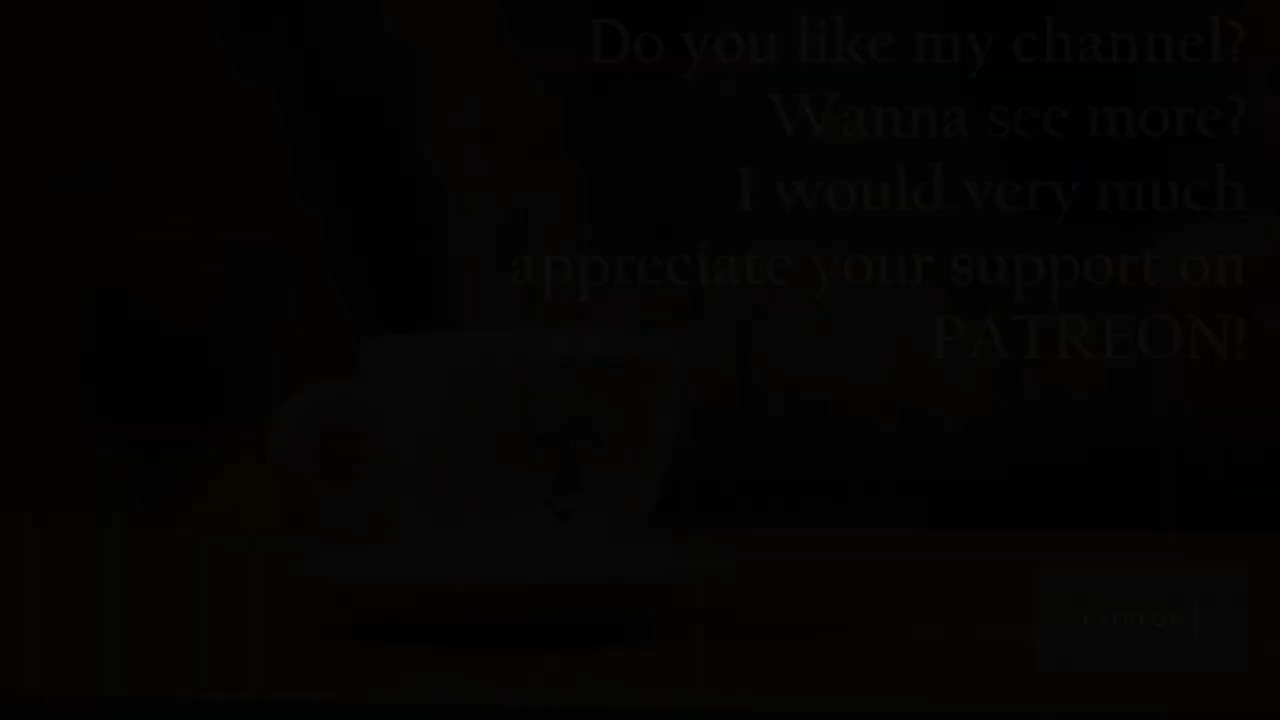 Do you like my channel?
Wanna see more?
I would very much
appreciate your support on
PATREON!